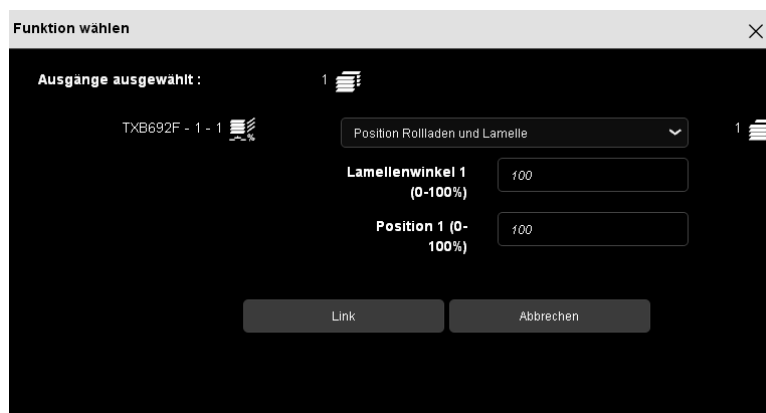 Funktion wählen
Ausgänge ausgewählt :
1
TXB692F - 1 - 1
%
Position Rollladen und Lamelle
1
Lamellenwinkel 1
(0-100%)
100
Position 1 (0-
100%)
100
Link
Abbrechen